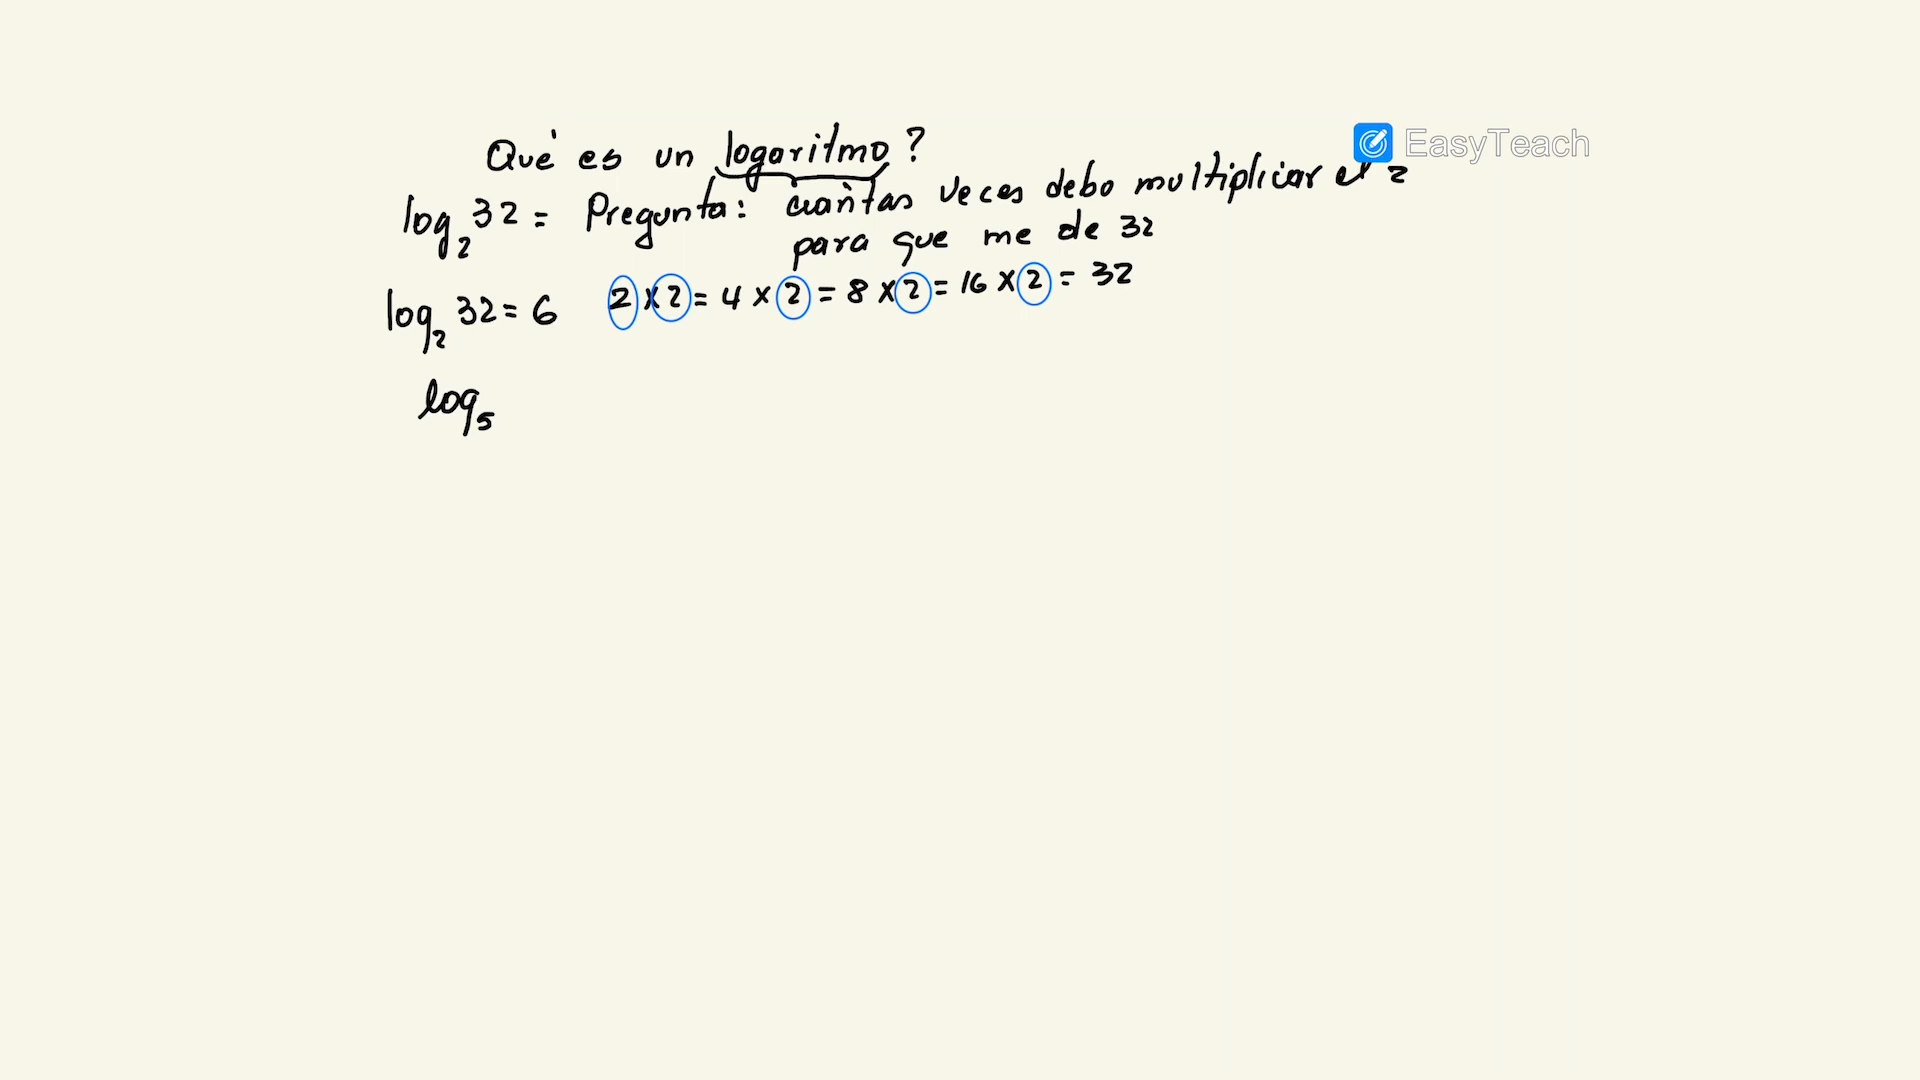 Qué es un logaritmo?
EasyTeach
log₂ 32 = Pregunta: cuantas veces debo multiplicar el 2
para que me de 32
log₂ 32 = 6 2 x 2 = 4 x 2 = 8 x 2 = 16 x 2 = 32
log₅